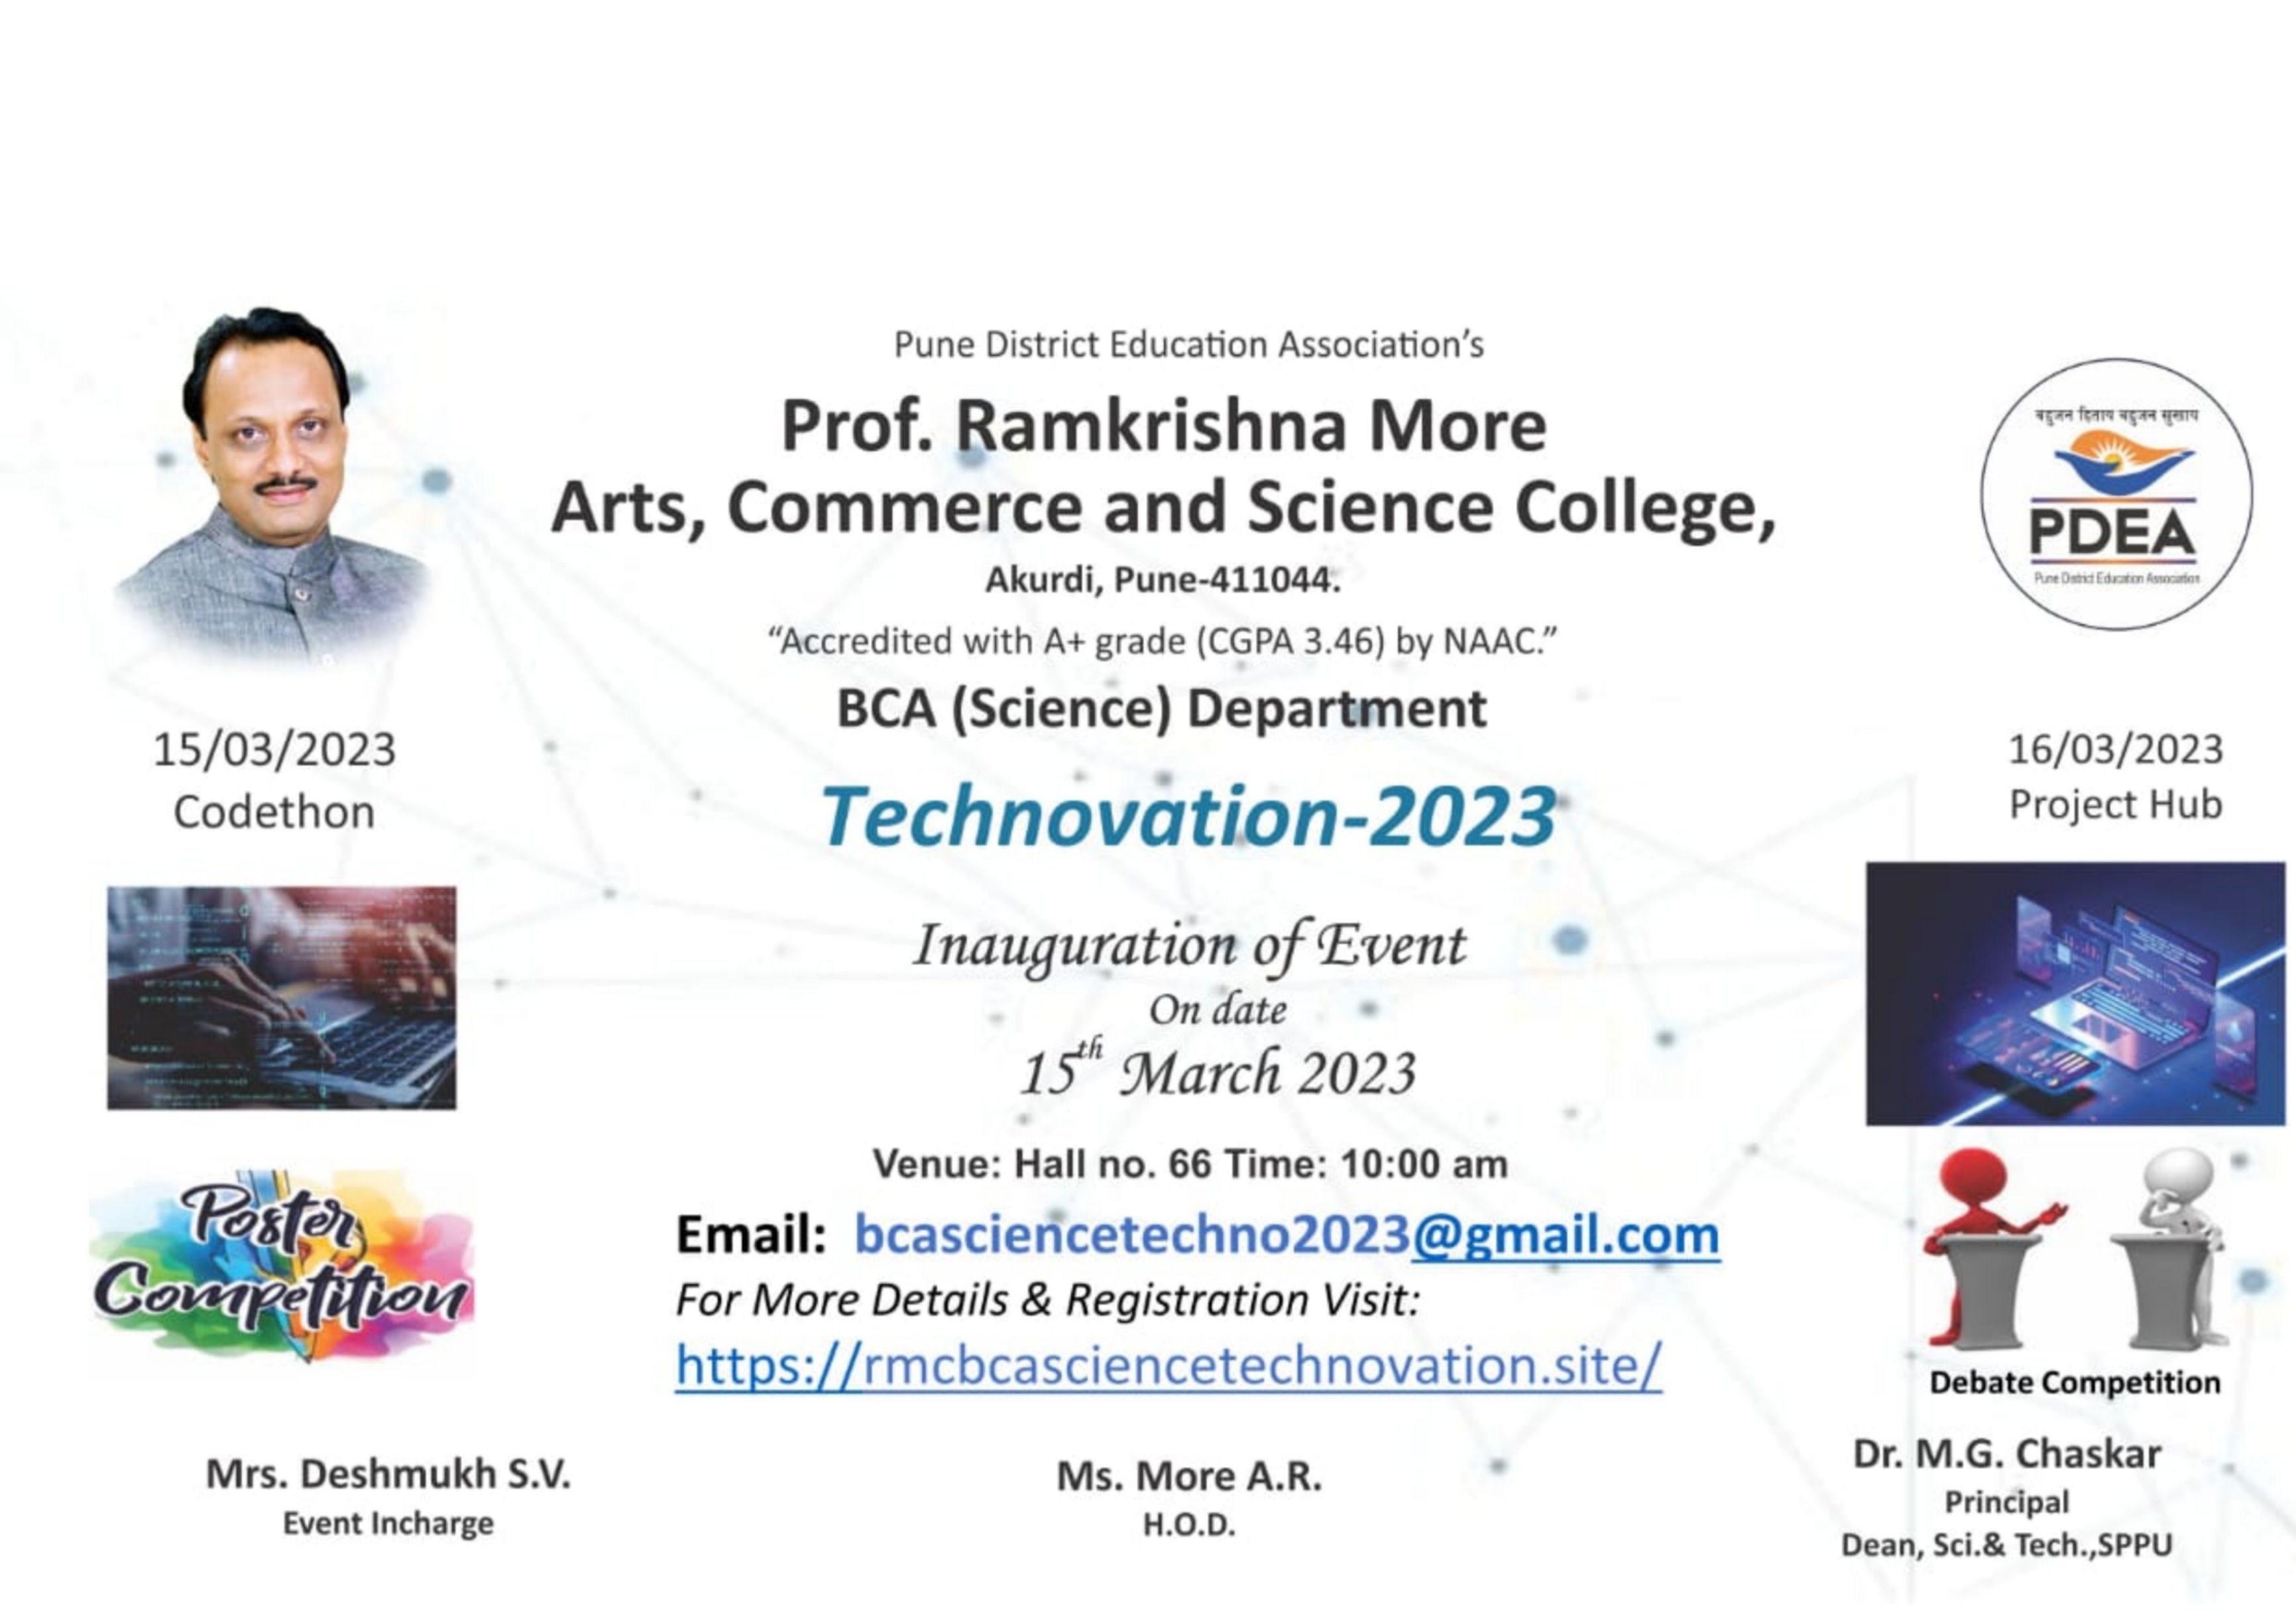 Pune District Education Association's
Prof. Ramkrishna More
Arts, Commerce and Science College,
Akurdi, Pune-411044.
"Accredited with A+ grade (CGPA 3.46) by NAAC."
BCA (Science) Department
Technovation-2023
Inauguration of Event
On date
15th March 2023
Venue: Hall no. 66 Time: 10:00 am
Email: bcasciencetechno2023@gmail.com
For More Details & Registration Visit:
https://rmcbcasciencetechnovation.site/
15/03/2023
Codethon
Poster
Competition
बहुजन हिताय बहुजन सुखाय
PDEA
Pune District Education Association
16/03/2023
Project Hub
Debate Competition
Mrs. Deshmukh S.V.
Event Incharge
Ms. More A.R.
H.O.D.
Dr. M.G. Chaskar
Principal
Dean, Sci.& Tech.,SPPU